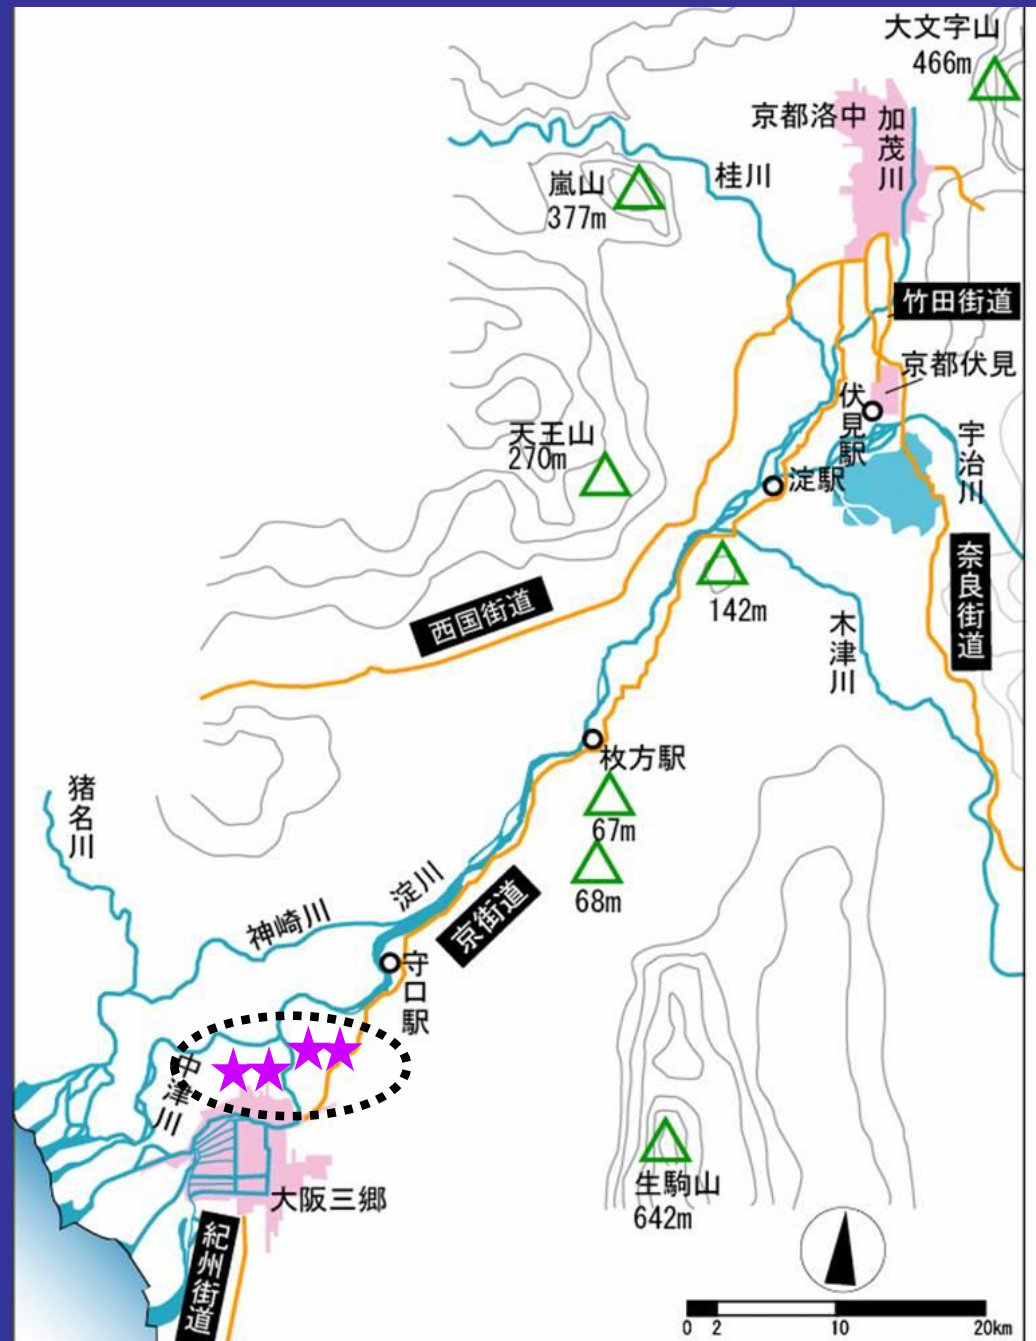 大文字山
466m
京都洛中
加茂川
桂川
嵐山
377m
竹田街道
京都伏見
伏見駅
宇治川
天王山
270m
淀駅
奈良街道
142m
西国街道
木津川
枚方駅
67m
猪名川
68m
淀川
京街道
神崎川
守口駅
中津川
生駒山
642m
大阪三郷
紀州街道
0 2 10 20km